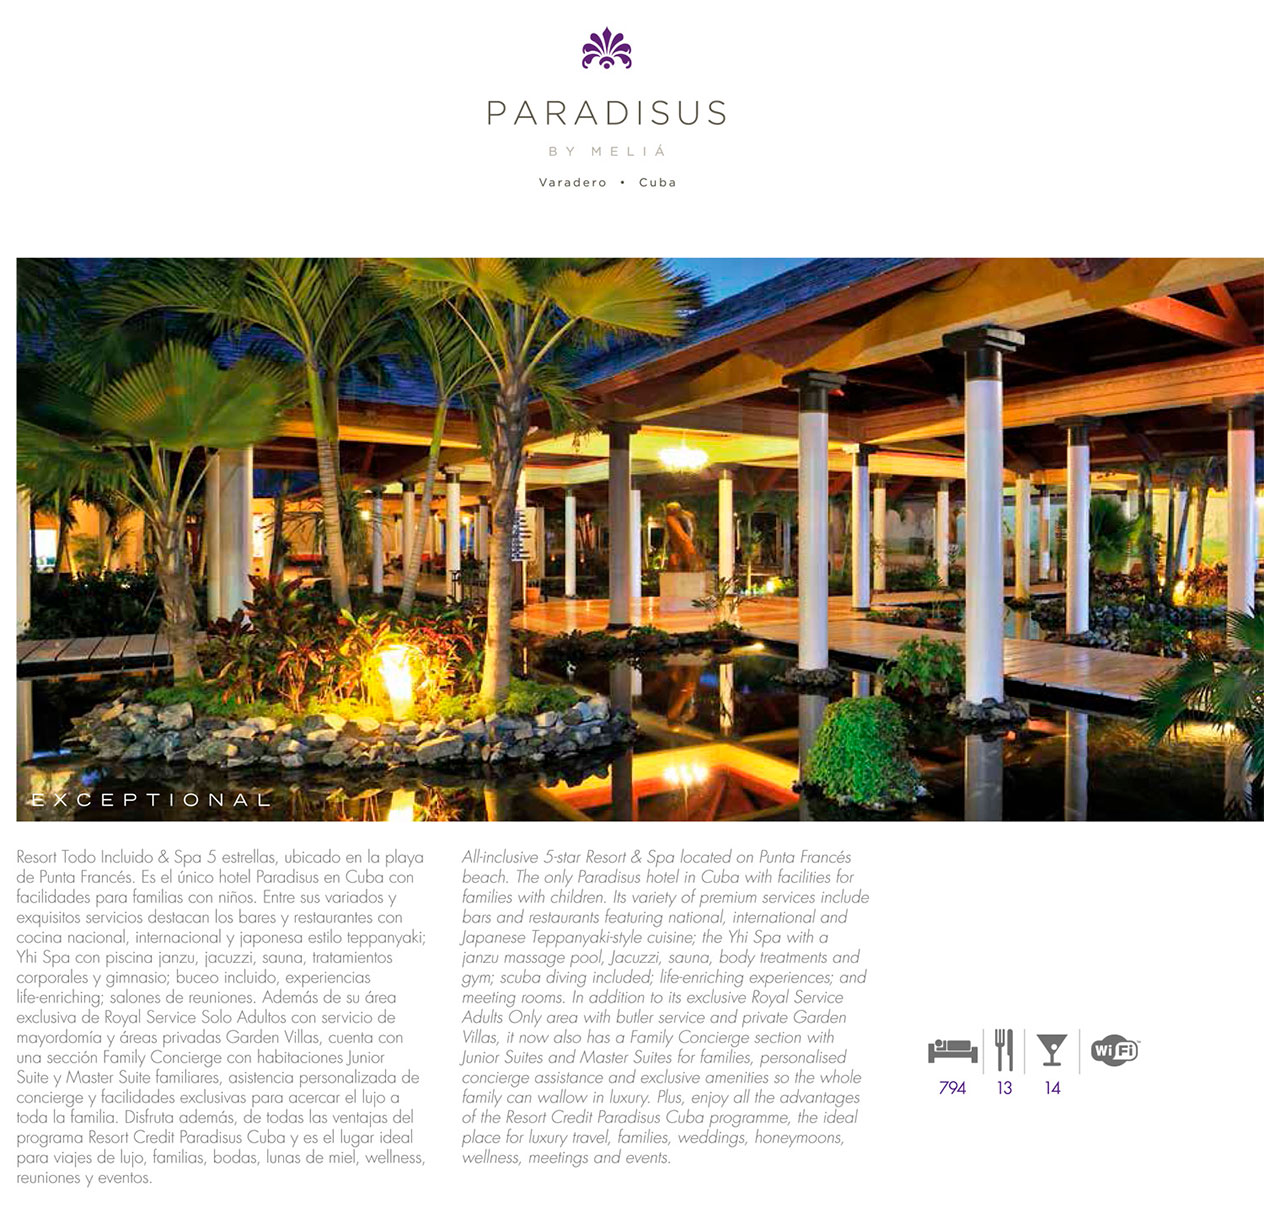 PARADISUS
BY MELIÁ
Varadero • Cuba
EXCEPTIONAL
Resort Todo Incluido & Spa 5 estrellas, ubicado en la playa
de Punta Francés. Es el único hotel Paradisus en Cuba con
facilidades para familias con niños. Entre sus variados y
exquisitos servicios destacan los bares y restaurantes con
cocina nacional, internacional y japonesa estilo teppanyaki;
Yhi Spa con piscina janzu, jacuzzi, sauna, tratamientos
corporales y gimnasio; buceo incluido, experiencias
life-enriching; salones de reuniones. Además de su área
exclusiva de Royal Service Solo Adultos con servicio de
mayordomía y áreas privadas Garden Villas, cuenta con
una sección Family Concierge con habitaciones Junior
Suite y Master Suite familiares, asistencia personalizada de
concierge y facilidades exclusivas para acercar el lujo a
toda la familia. Disfruta además, de todas las ventajas del
programa Resort Credit Paradisus Cuba y es el lugar ideal
para viajes de lujo, familias, bodas, lunas de miel, wellness,
reuniones y eventos.
All-inclusive 5-star Resort & Spa located on Punta Francés
beach. The only Paradisus hotel in Cuba with facilities for
families with children. Its variety of premium services include
bars and restaurants featuring national, international and
Japanese Teppanyaki-style cuisine; the Yhi Spa with a
janzu massage pool, Jacuzzi, sauna, body treatments and
gym; scuba diving included; life-enriching experiences; and
meeting rooms. In addition to its exclusive Royal Service
Adults Only area with butler service and private Garden
Villas, it now also has a Family Concierge section with
Junior Suites and Master Suites for families, personalised
concierge assistance and exclusive amenities so the whole
family can wallow in luxury. Plus, enjoy all the advantages
of the Resort Credit Paradisus Cuba programme, the ideal
place for luxury travel, families, weddings, honeymoons,
wellness, meetings and events.
WiFi™
794 13 14